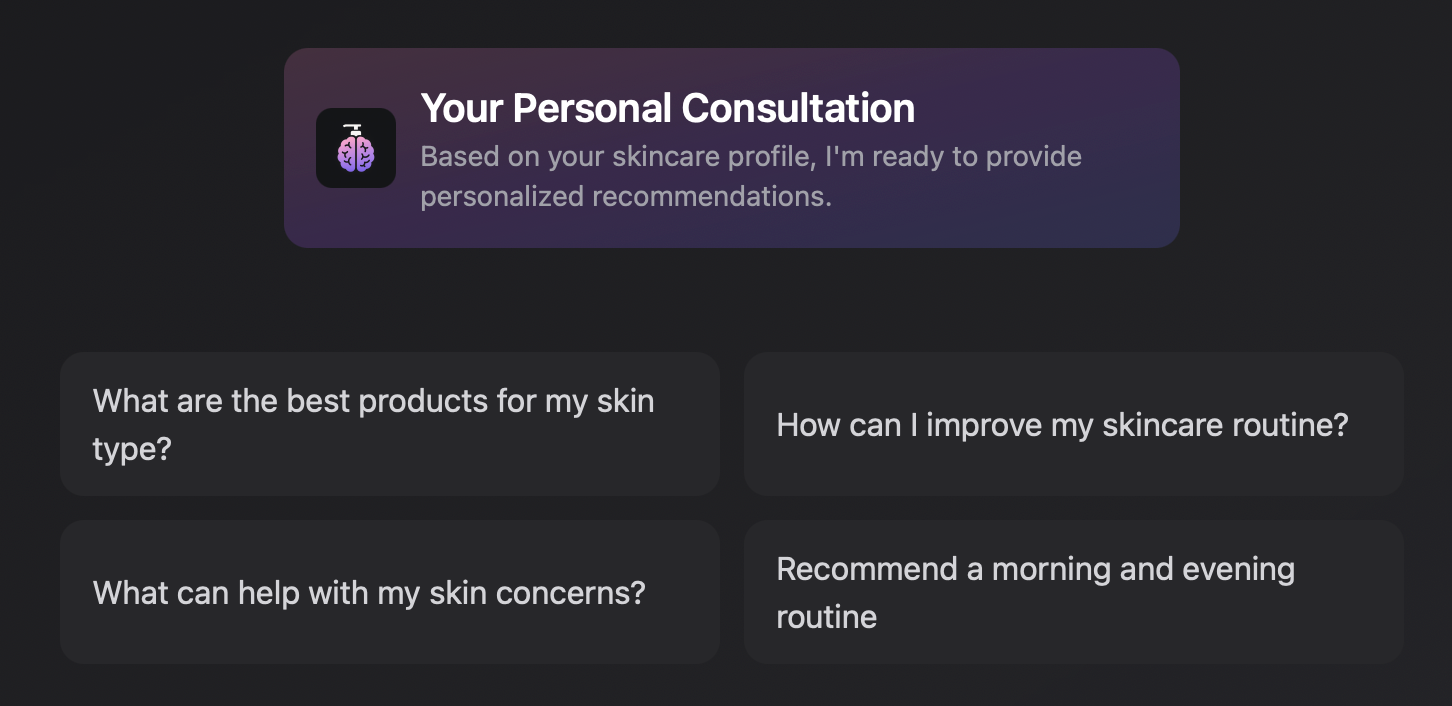 Your Personal Consultation
Based on your skincare profile, I'm ready to provide
personalized recommendations.
What are the best products for my skin
type?
How can I improve my skincare routine?
What can help with my skin concerns?
Recommend a morning and evening
routine